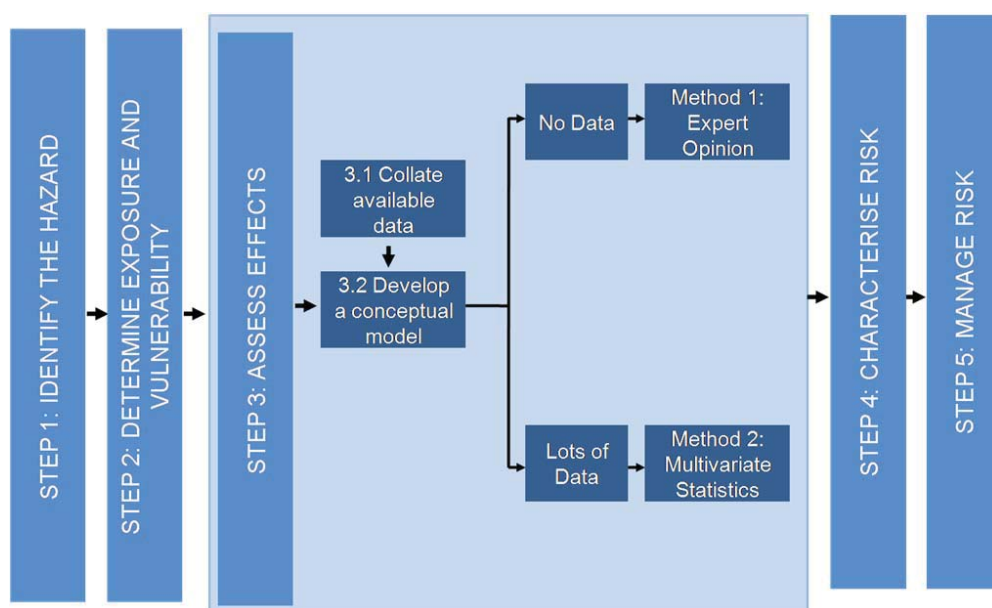 STEP 1: IDENTIFY THE HAZARD
STEP 2: DETERMINE EXPOSURE AND
VULNERABILITY
STEP 3: ASSESS EFFECTS
3.1 Collate
available
data
3.2 Develop
a conceptual
model
No Data
Method 1:
Expert
Opinion
Lots of
Data
Method 2:
Multivariate
Statistics
STEP 4: CHARACTERISE RISK
STEP 5: MANAGE RISK